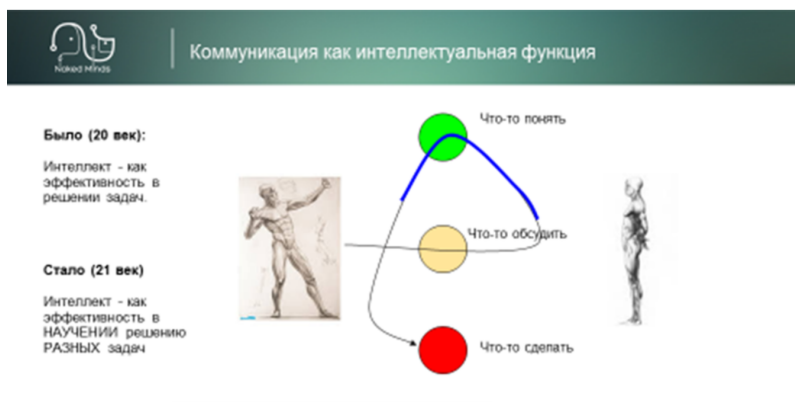 Naked Minds
Коммуникация как интеллектуальная функция
Было (20 век):
Интеллект - как
эффективность в
решении задач.
Стало (21 век)
Интеллект - как
эффективность в
НАУЧЕНИИ решению
РАЗНЫХ задач
Что-то понять
Что-то обсудить
Что-то сделать